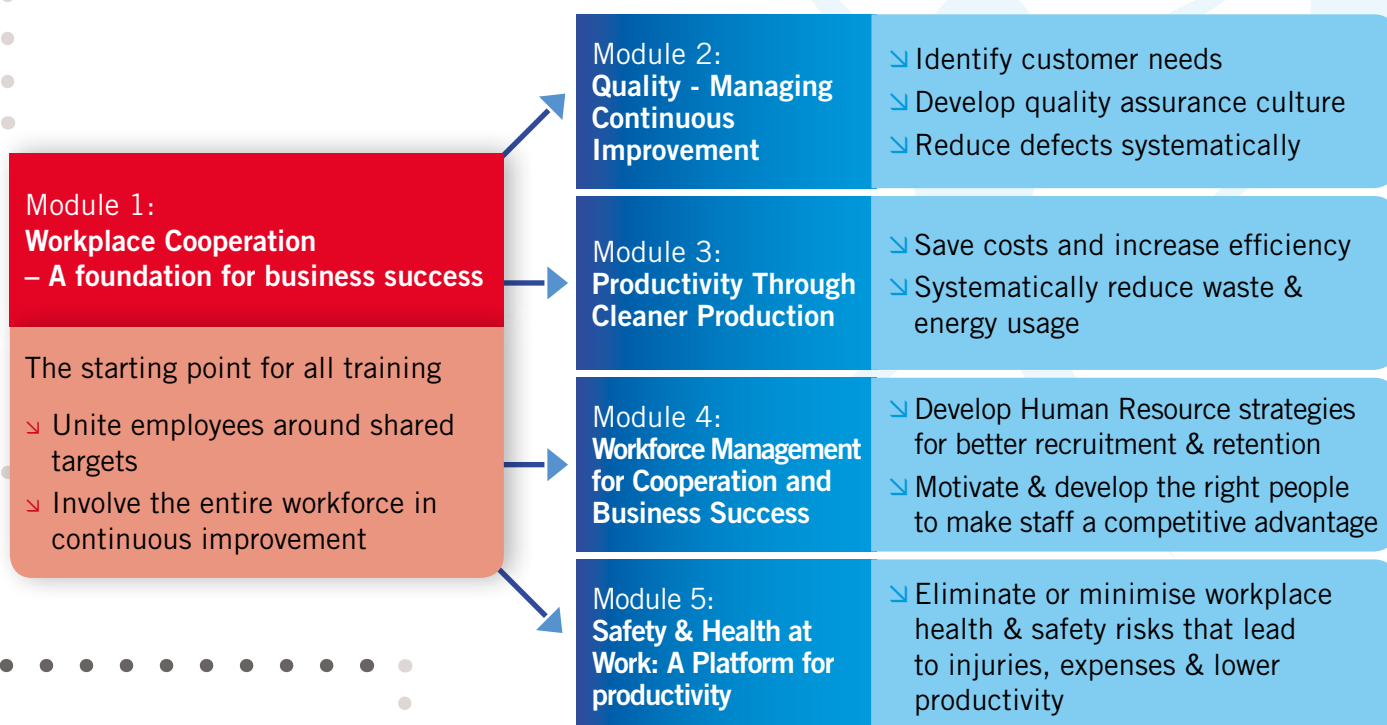 Module 1:
Workplace Cooperation
– A foundation for business success
The starting point for all training
Unite employees around shared
targets
Involve the entire workforce in
continuous improvement
Module 2:
Quality - Managing
Continuous
Improvement
Identify customer needs
Develop quality assurance culture
Reduce defects systematically
Module 3:
Productivity Through
Cleaner Production
Save costs and increase efficiency
Systematically reduce waste &
energy usage
Module 4:
Workforce Management
for Cooperation and
Business Success
Develop Human Resource strategies
for better recruitment & retention
Motivate & develop the right people
to make staff a competitive advantage
Module 5:
Safety & Health at
Work: A Platform for
productivity
Eliminate or minimise workplace
health & safety risks that lead
to injuries, expenses & lower
productivity